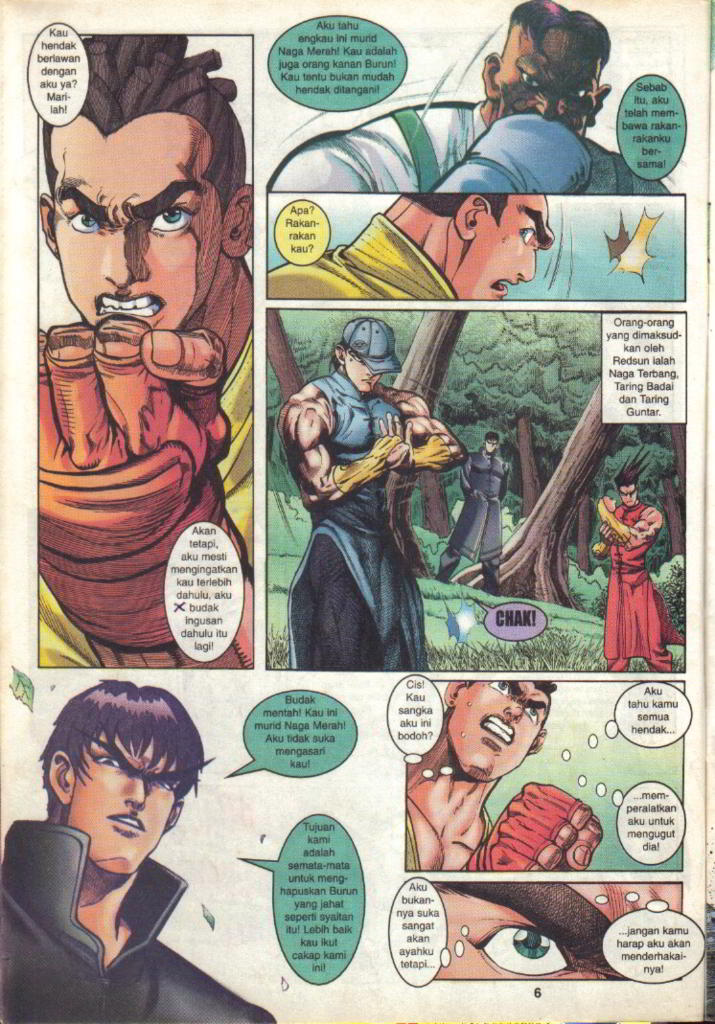 Kau
hendak
berlawan
dengan
aku ya?
Mari-
lah!
Akan
tetapi,
aku mesti
mengingatkan
kau terlebih
dahulu, aku
X budak
ingusan
dahulu itu
lagi!
Aku tahu
engkau ini murid
Naga Merah! Kau adalah
juga orang kanan Burun!
Kau tentu bukan mudah
hendak ditangani!
Sebab
itu, aku
telah mem-
bawa rakan-
rakanku
ber-
sama!
Apa?
Rakan-
rakan
kau?
Orang-orang
yang dimaksud-
kan oleh
Redsun ialah
Naga Terbang,
Taring Badai
dan Taring
Guntar.
CHAK!
Budak
mentah! Kau ini
murid Naga Merah!
Aku tidak suka
mengasari
kau!
Tujuan
kami
adalah
semata-mata
untuk meng-
hapuskan Burun
yang jahat
seperti syaitan
itu! Lebih baik
kau ikut
cakap kami
ini!
Cis!
Kau
sangka
aku ini
bodoh?
Aku
tahu kamu
semua
hendak...
...mem-
peralatkan
aku untuk
mengugut
dia!
Aku
bukan-
nya suka
sangat
akan
ayahku
tetapi...
...jangan kamu
harap aku akan
menderhakai-
nya!
6